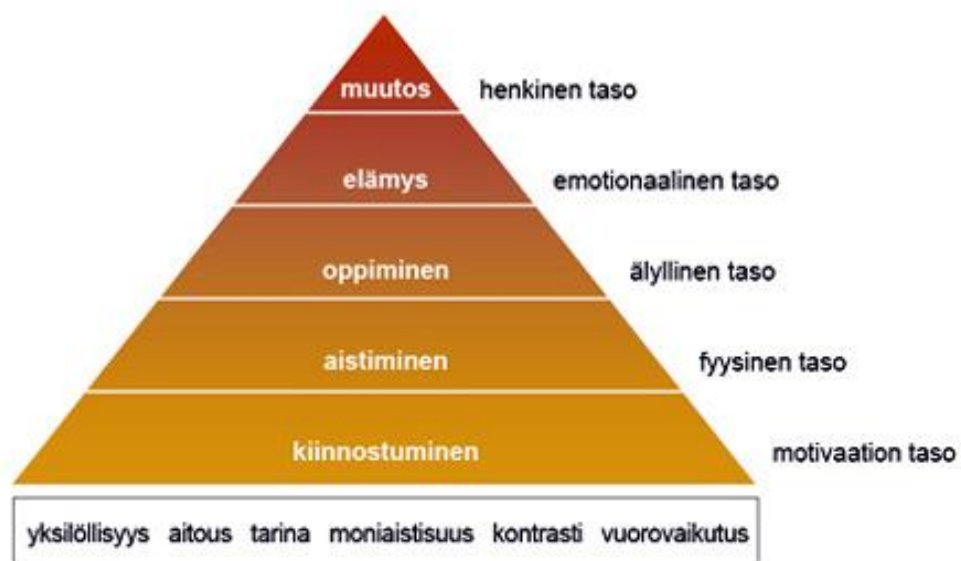 muutos henkinen taso
elämys emotionaalinen taso
oppiminen älyllinen taso
aistiminen fyysinen taso
kiinnostuminen motivaation taso
yksilöllisyys aitous tarina moniaistisuus kontrasti vuorovaikutus